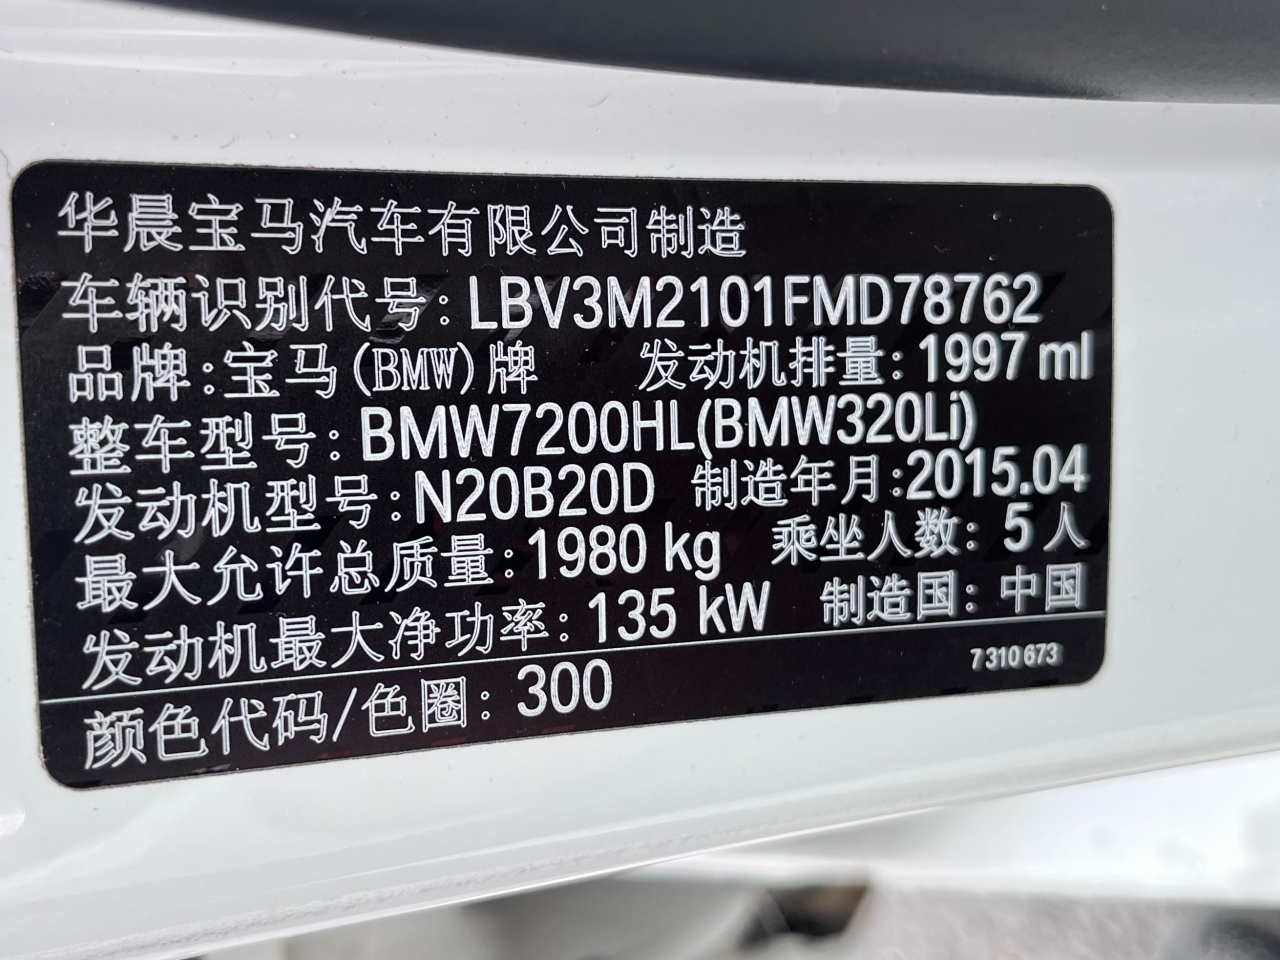 华晨宝马汽车有限公司制造
车辆识别代号: LBV3M2101FMD78762
品牌:宝马(BMW)牌 发动机排量: 1997 ml
整车型号: BMW7200HL(BMW320Li)
发动机型号: N20B20D 制造年月:2015.04
最大允许总质量: 1980 kg 乘坐人数: 5人
发动机最大净功率: 135 kW 制造国: 中国
颜色代码/色圈: 300 7310673